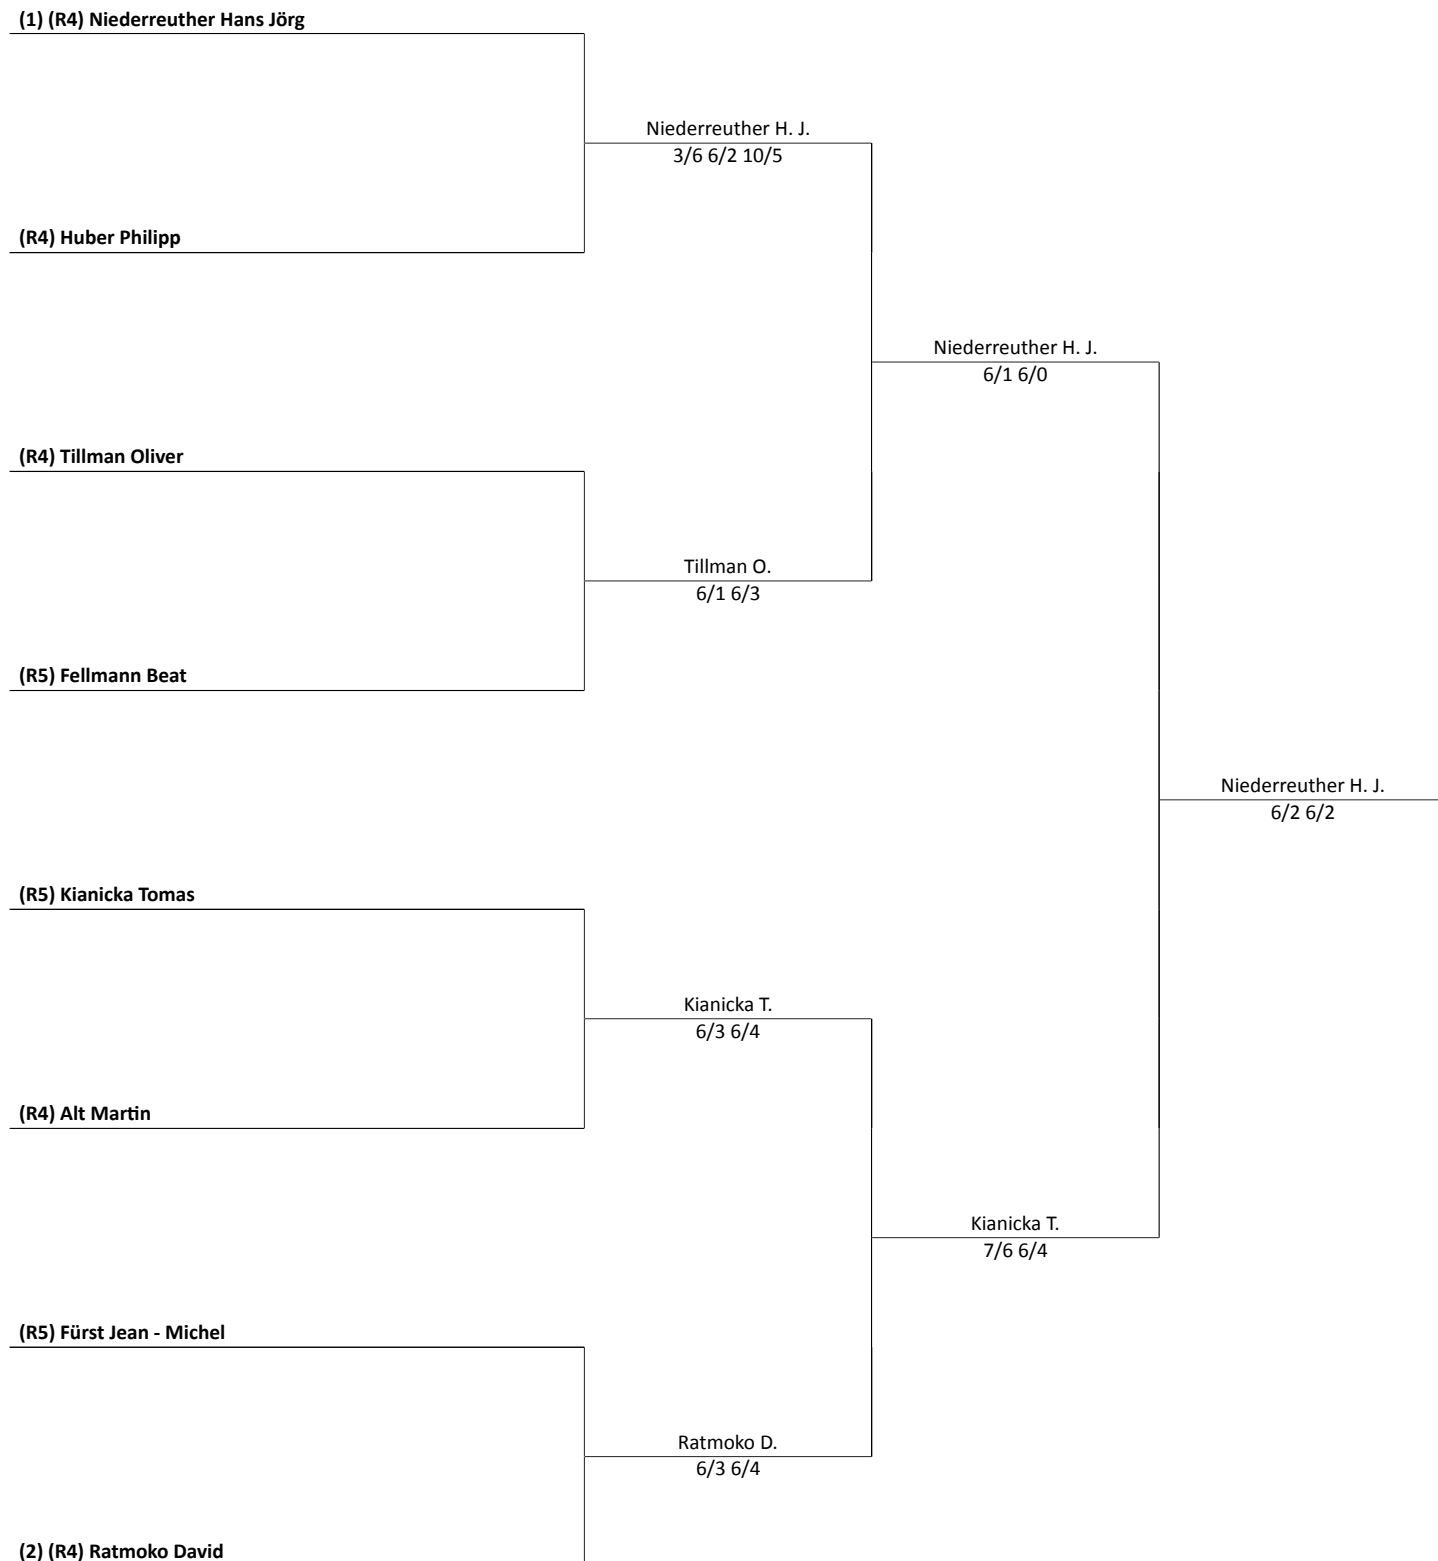 (1) (R4) Niederreuther Hans Jörg
Niederreuther H. J.
3/6 6/2 10/5
(R4) Huber Philipp
Niederreuther H. J.
6/1 6/0
(R4) Tillman Oliver
Tillman O.
6/1 6/3
(R5) Fellmann Beat
Niederreuther H. J.
6/2 6/2
(R5) Kianicka Tomas
Kianicka T.
6/3 6/4
(R4) Alt Martin
Kianicka T.
7/6 6/4
(R5) Fürst Jean - Michel
Ratmoko D.
6/3 6/4
(2) (R4) Ratmoko David